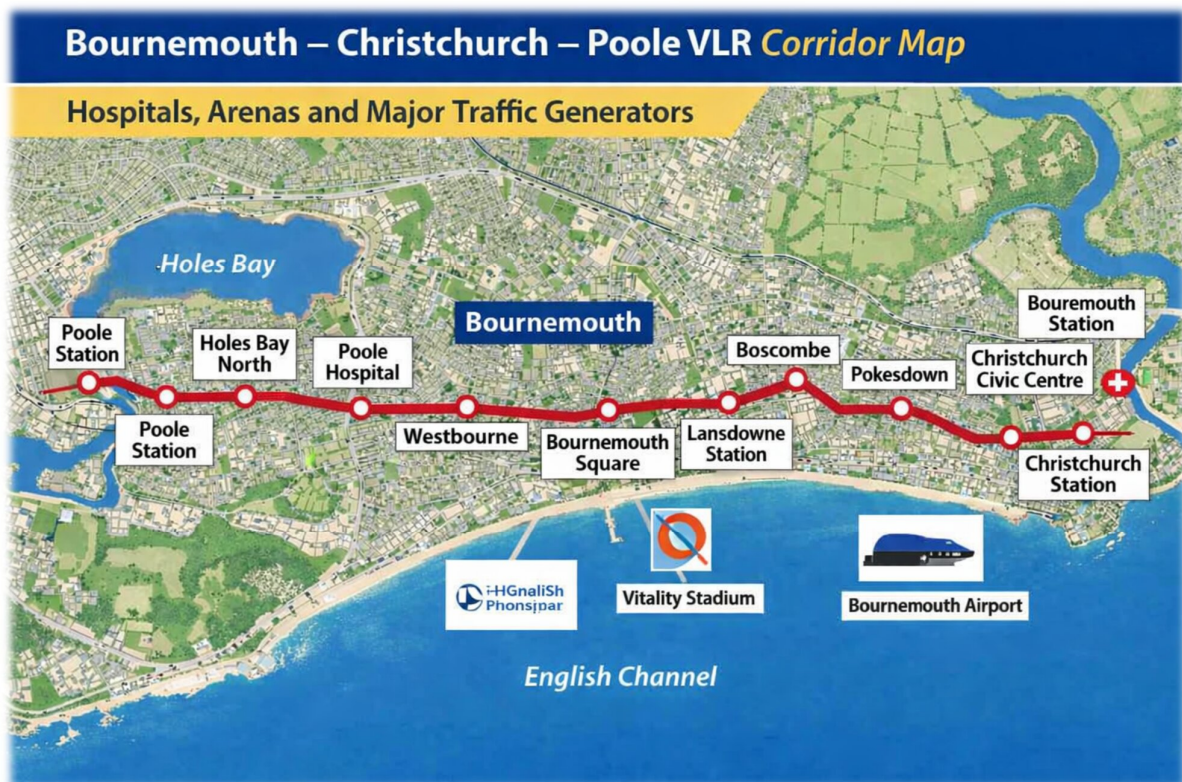 Bournemouth – Christchurch – Poole VLR Corridor Map
Hospitals, Arenas and Major Traffic Generators
Holes Bay
Bournemouth
Poole
Station
Poole
Station
Holes Bay
North
Poole
Hospital
Westbourne
Bournemouth
Square
Lansdowne
Station
Boscombe
Pokesdown
Bouremouth
Station
Christchurch
Civic Centre
Christchurch
Station
Phonsipar
Vitality Stadium
Bournemouth Airport
English Channel